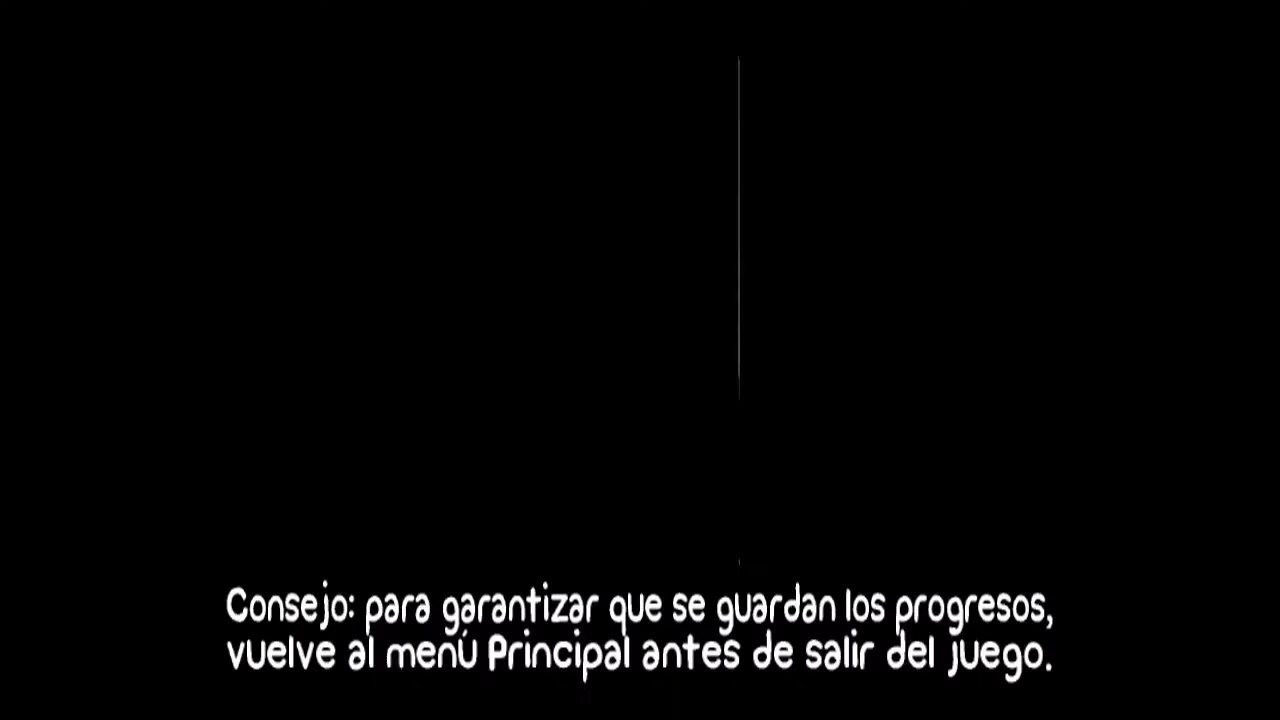 Consejo: para garantizar que se guardan los progresos,
vuelve al menú Principal antes de salir del juego.